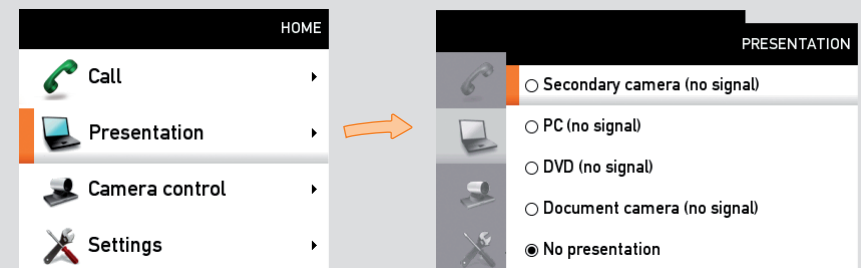 HOME
Call
Presentation
Camera control
Settings
PRESENTATION
Secondary camera (no signal)
PC (no signal)
DVD (no signal)
Document camera (no signal)
No presentation